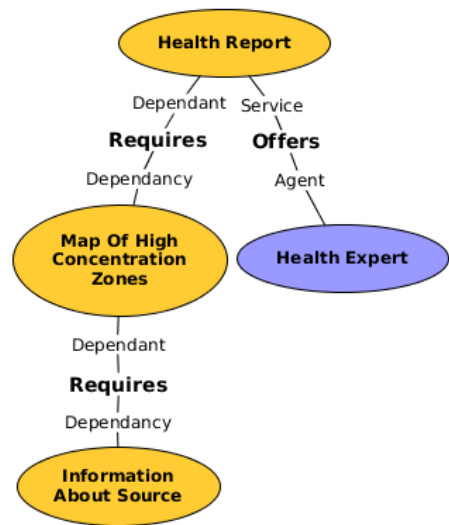 Health Report
Dependant
Service
Requires
Offers
Dependancy
Agent
Map Of High
Concentration
Zones
Health Expert
Dependant
Requires
Dependancy
Information
About Source